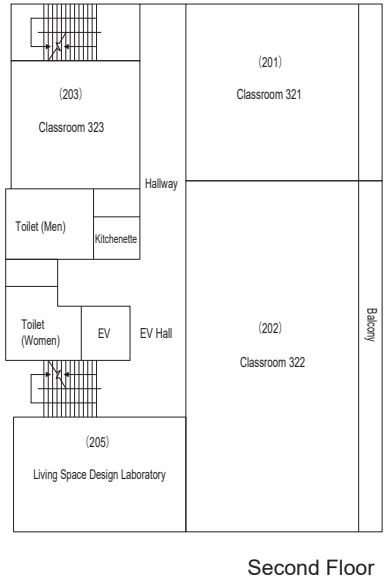 (201)
Classroom 321
(203)
Classroom 323
Hallway
Toilet (Men)
Kitchenette
Toilet
(Women)
EV
EV Hall
(202)
Classroom 322
Balcony
(205)
Living Space Design Laboratory
Second Floor